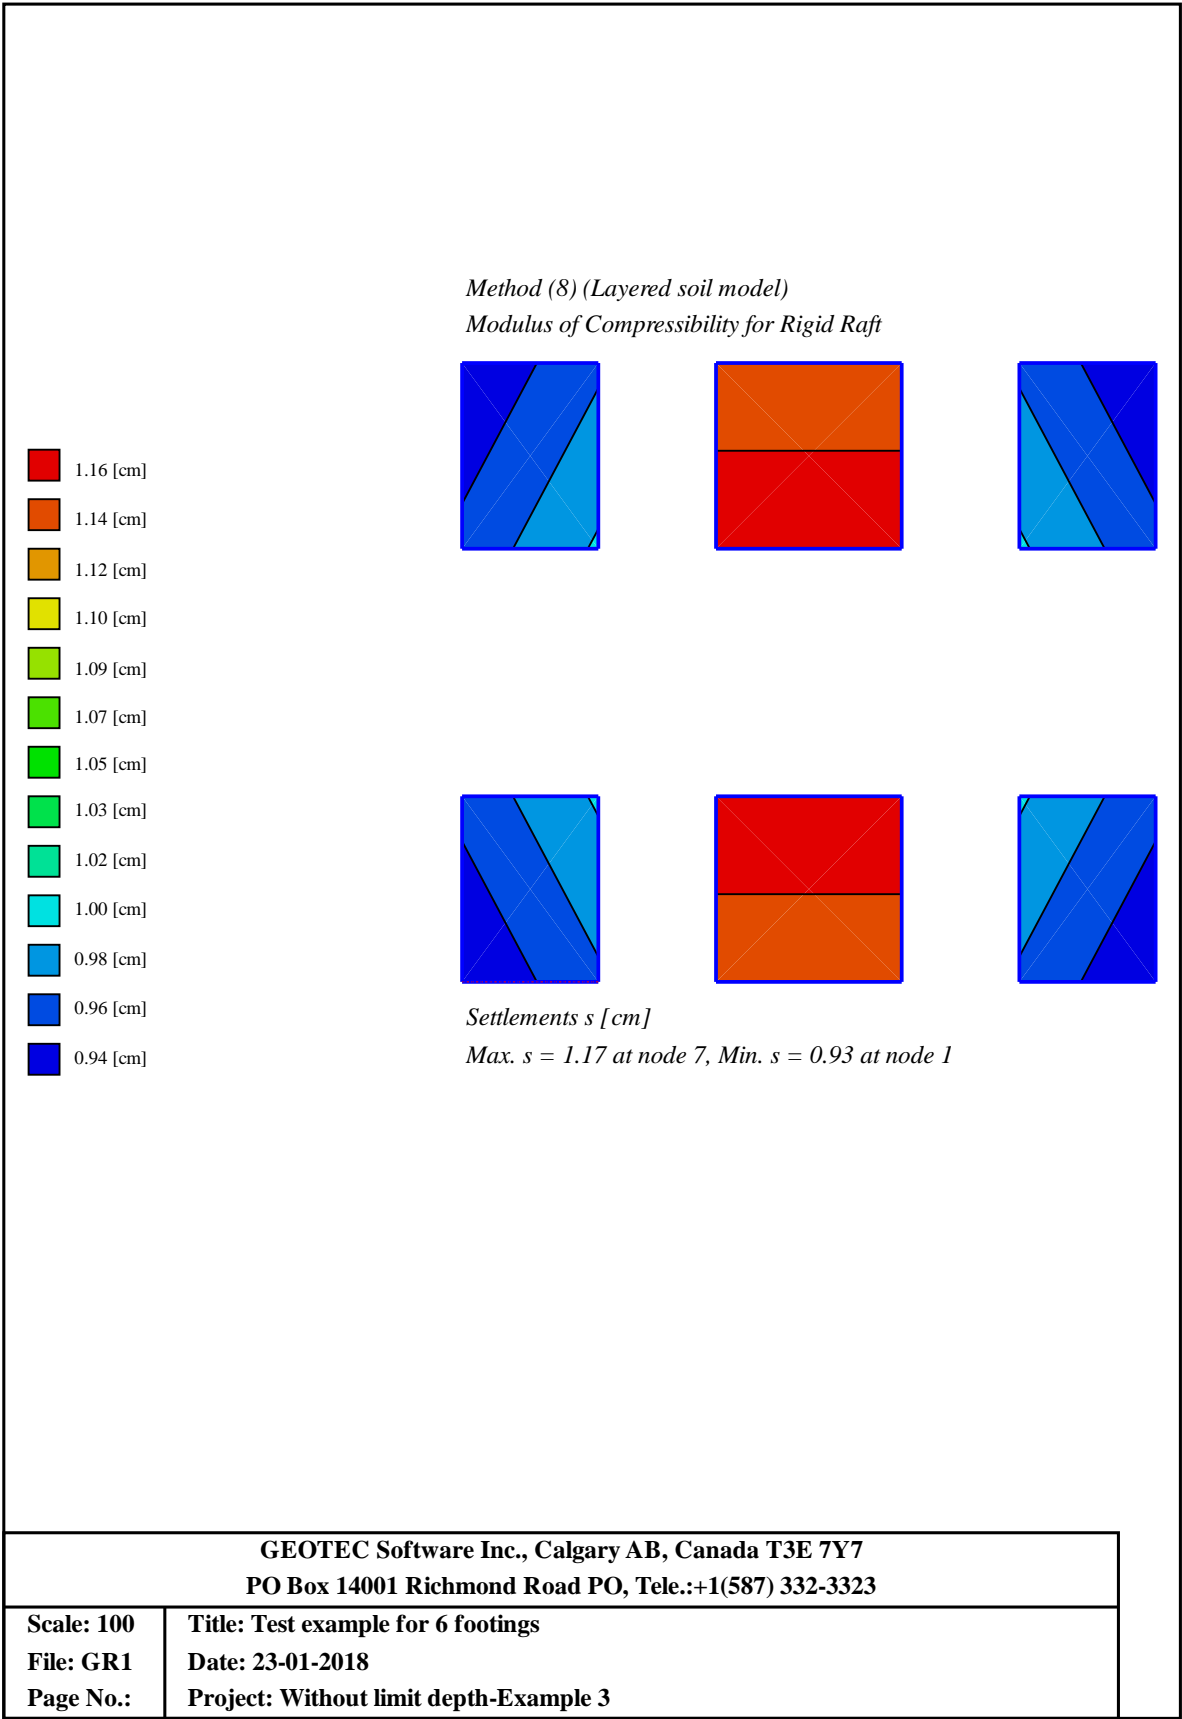 Method (8) (Layered soil model)
Modulus of Compressibility for Rigid Raft
1.16 [cm]
1.14 [cm]
1.12 [cm]
1.10 [cm]
1.09 [cm]
1.07 [cm]
1.05 [cm]
1.03 [cm]
1.02 [cm]
1.00 [cm]
0.98 [cm]
0.96 [cm]
0.94 [cm]
Settlements s [cm]
Max. s = 1.17 at node 7, Min. s = 0.93 at node 1
GEOTEC Software Inc., Calgary AB, Canada T3E 7Y7
PO Box 14001 Richmond Road PO, Tele.:+1(587) 332-3323
Scale: 100
Title: Test example for 6 footings
File: GR1
Date: 23-01-2018
Page No.:
Project: Without limit depth-Example 3